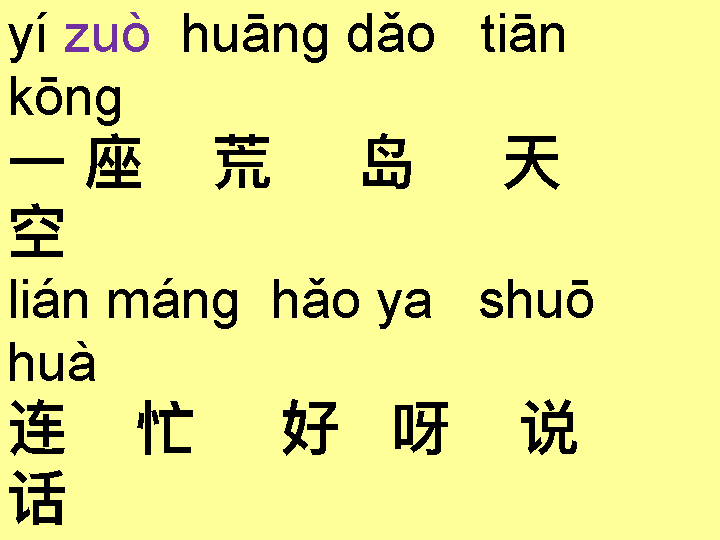 yí zuò huāng dǎo tiān
kōng
一 座 荒 岛 天
空
lián máng hǎo ya shuō
huà
连 忙 好 呀 说
话